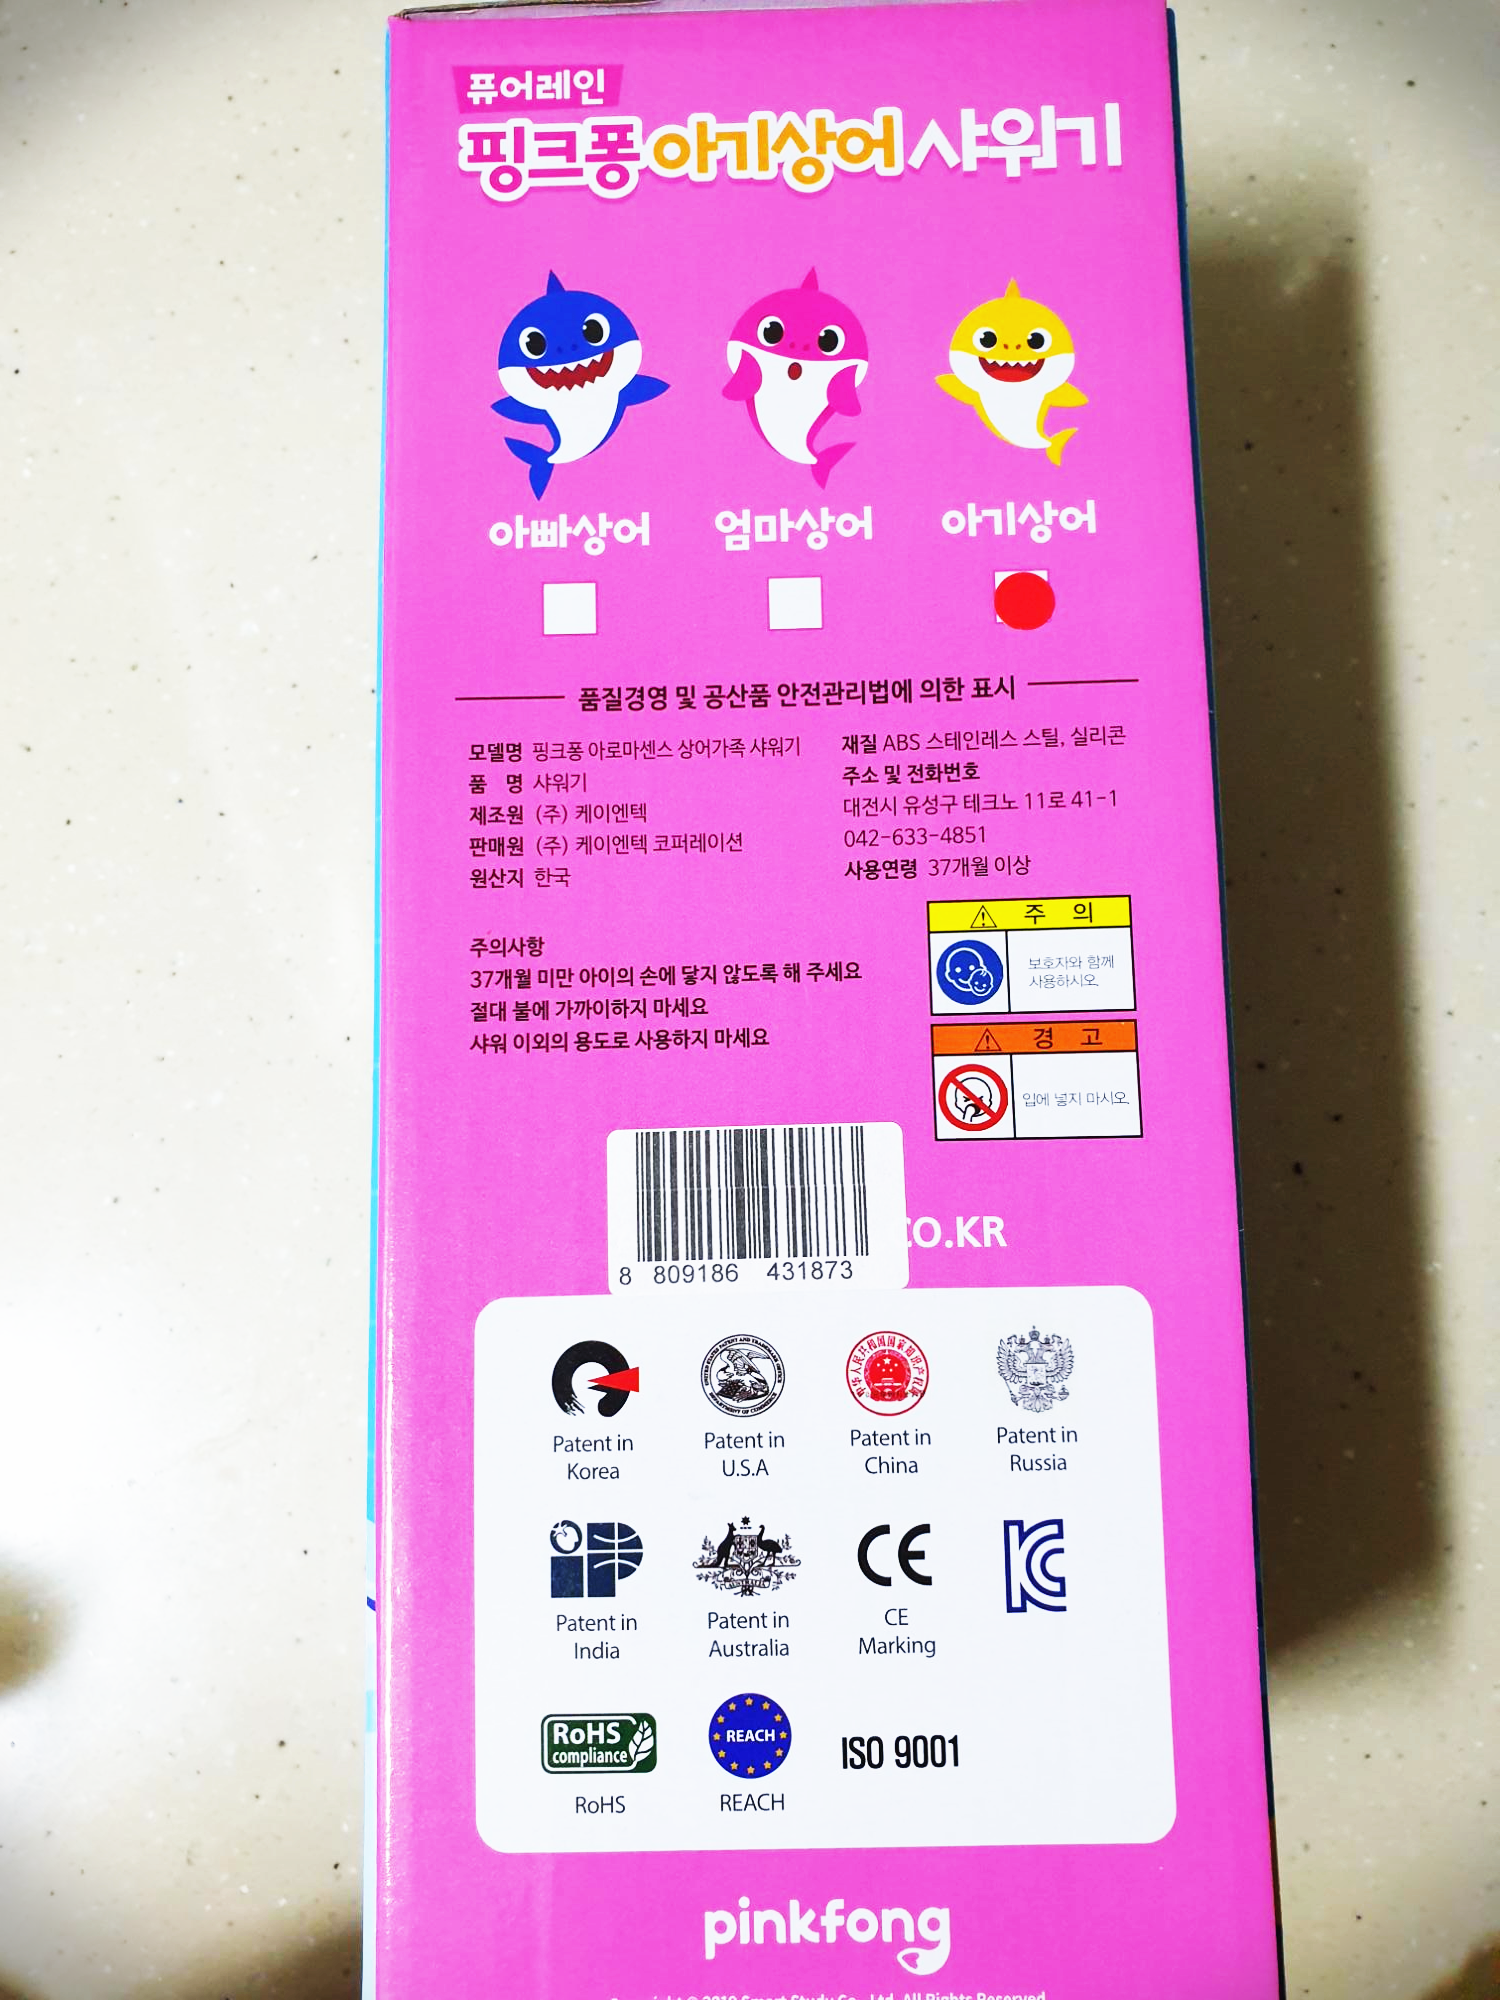 퓨어레인
핑크퐁 아기상어 샤워기
아빠상어 엄마상어 아기상어
품질경영 및 공산품 안전관리법에 의한 표시
모델명 핑크퐁 아로마센스 상어가족 샤워기
품 명 샤워기
제조원 (주) 케이엔텍
판매원 (주) 케이엔텍 코퍼레이션
원산지 한국
재질 ABS 스테인레스 스틸, 실리콘
주소 및 전화번호
대전시 유성구 테크노 11로 41-1
042-633-4851
사용연령 37개월 이상
주의사항
37개월 미만 아이의 손에 닿지 않도록 해 주세요
절대 불에 가까이하지 마세요
샤워 이외의 용도로 사용하지 마세요
주 의
보호자와 함께
사용하시오.
경 고
입에 넣지 마시오.
CO.KR
8 809186 431873
Patent in
Korea
Patent in
U.S.A
Patent in
China
Patent in
Russia
Patent in
India
Patent in
Australia
CE
Marking
RoHS
compliance
RoHS
REACH
REACH
ISO 9001
pinkfong
All Rights Reserved